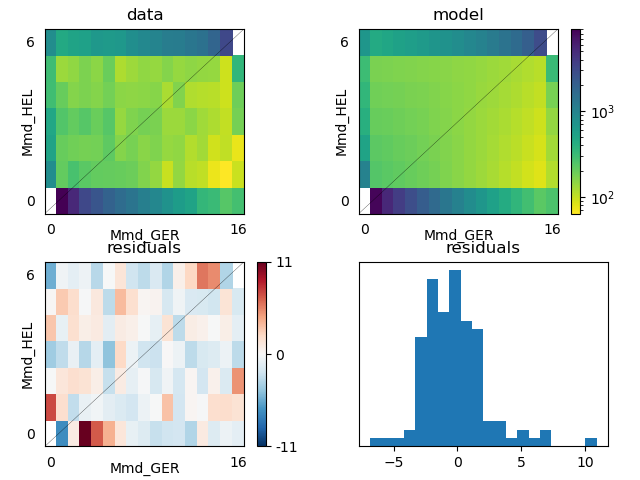 data
model
6
Mmd_HEL
0
0
Mmd_GER
16
6
Mmd_HEL
0
0
Mmd_GER
16
10³
10²
residuals
residuals
6
Mmd_HEL
0
0
Mmd_GER
16
11
0
-11
−5
0
5
10